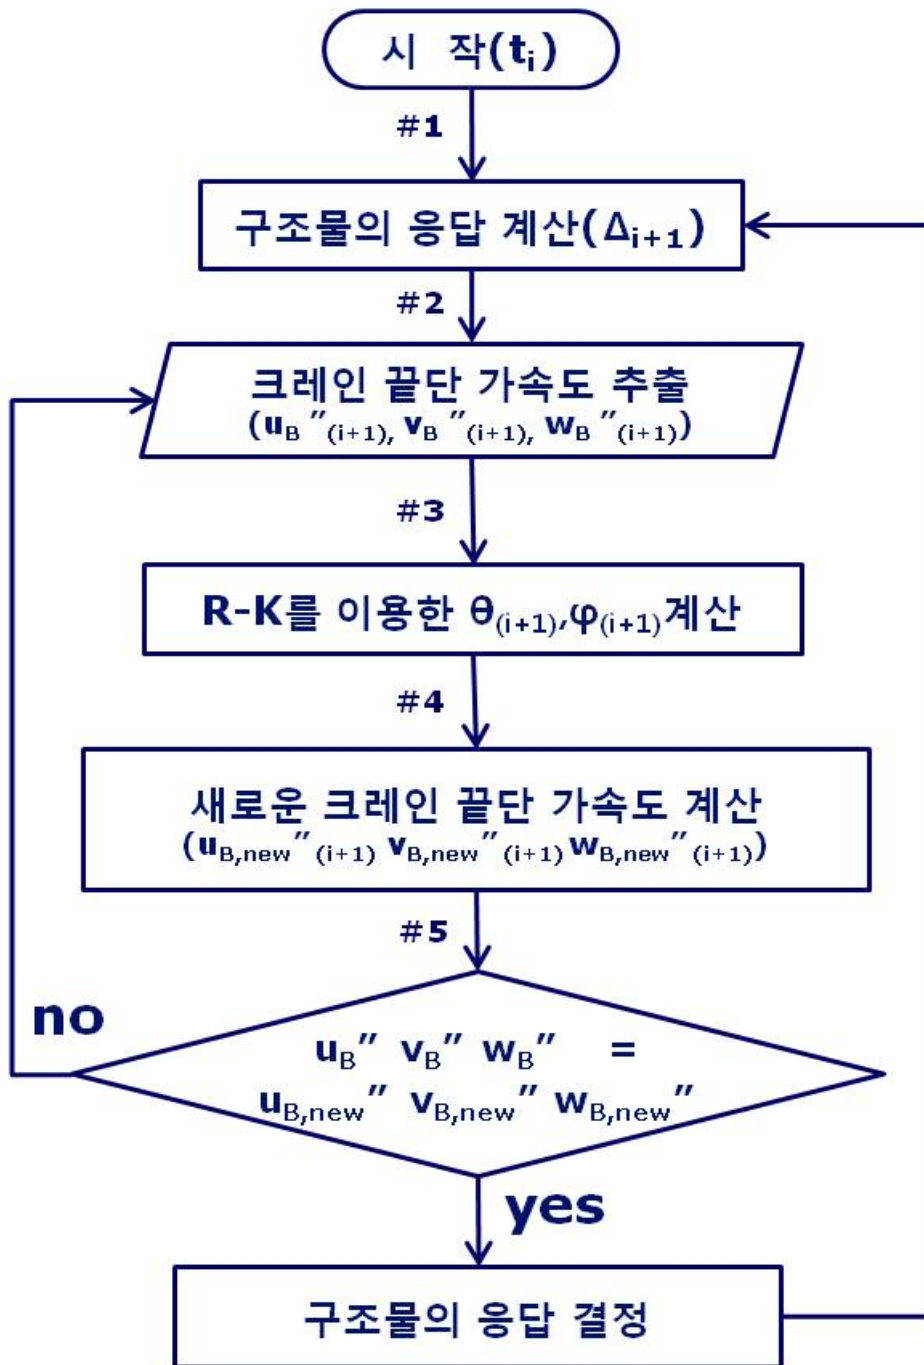 시 작(tᵢ)
#1
구조물의 응답 계산(Δᵢ₊₁)
#2
크레인 끝단 가속도 추출
(u_B″(i+1), v_B″(i+1), w_B″(i+1))
#3
R-K를 이용한 θ(i+1),φ(i+1)계산
#4
새로운 크레인 끝단 가속도 계산
(u_B,new″(i+1) v_B,new″(i+1) w_B,new″(i+1))
#5
no
u_B″ v_B″ w_B″ =
u_B,new″ v_B,new″ w_B,new″
yes
구조물의 응답 결정